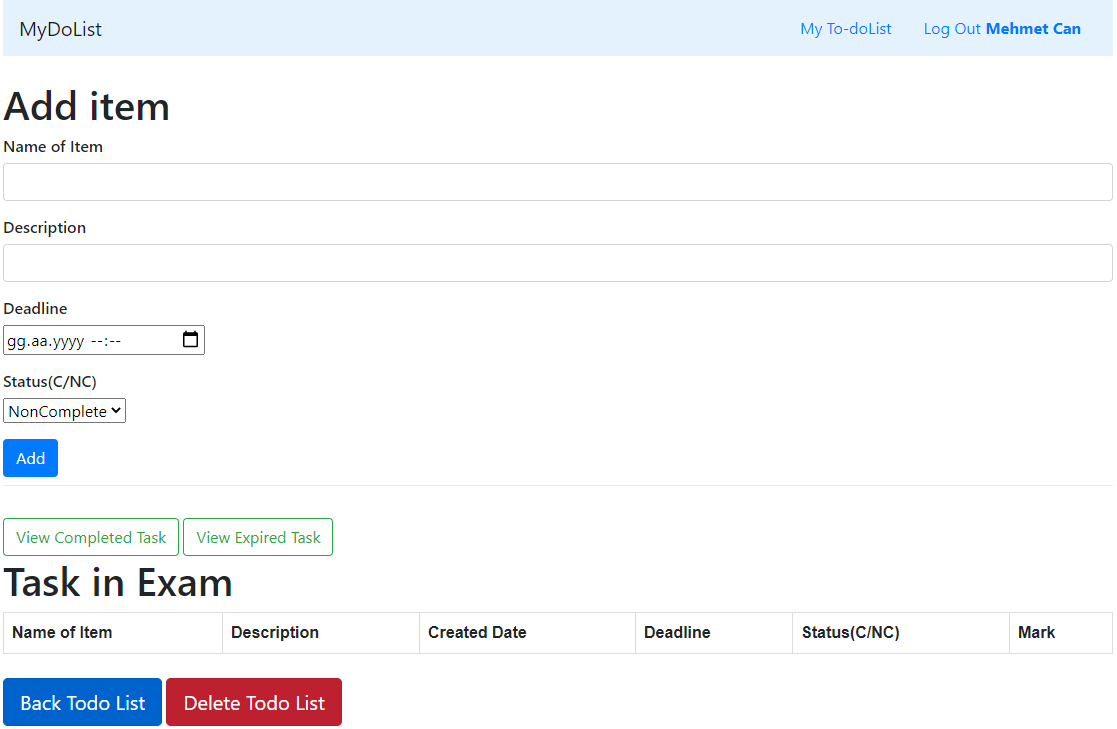 MyDoList My To-doList Log Out Mehmet Can
Add item
Name of Item
Description
Deadline
gg.aa.yyyy --:--
Status(C/NC)
NonComplete
Add
View Completed Task View Expired Task
Task in Exam
Name of Item Description Created Date Deadline Status(C/NC) Mark
Back Todo List Delete Todo List